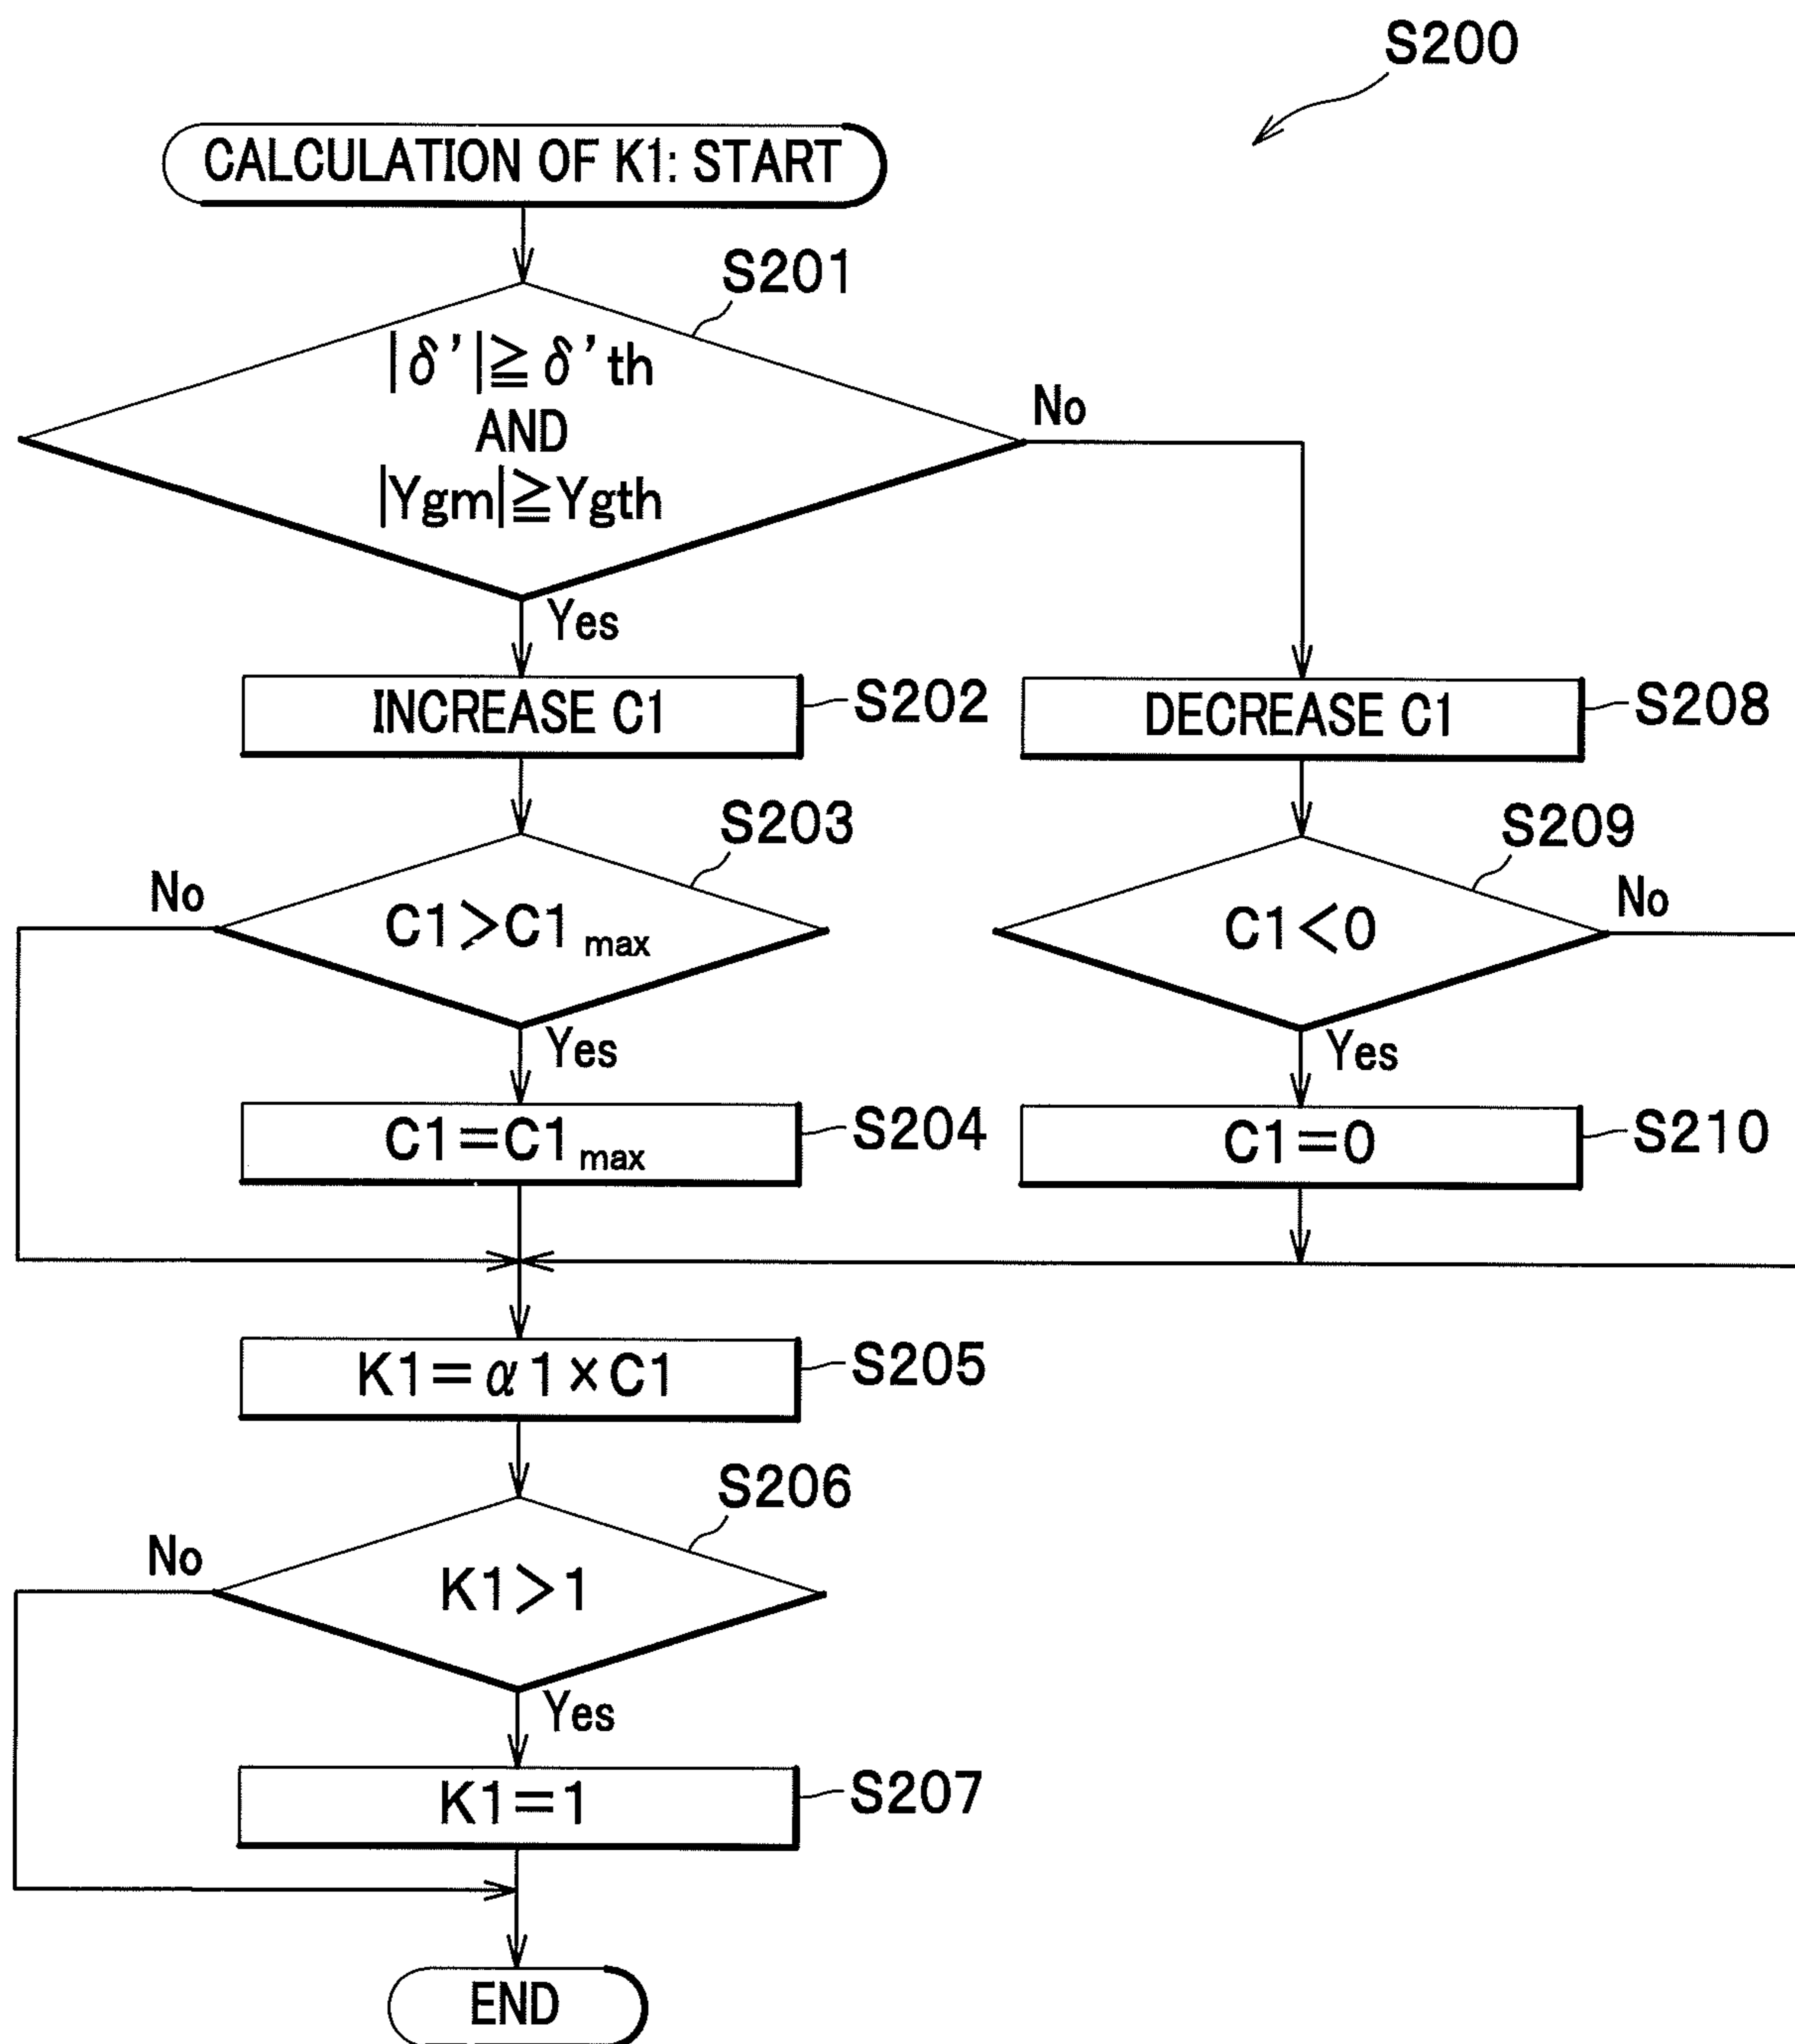 S200
CALCULATION OF K1: START
S201
|δ'|≧δ'th
AND
|Ygm|≧Ygth
No
Yes
INCREASE C1
S202
DECREASE C1
S208
S203
No
C1>C1max
Yes
S209
C1<0
No
Yes
C1=C1max
S204
C1=0
S210
K1=α1×C1
S205
S206
No
K1>1
Yes
K1=1
S207
END